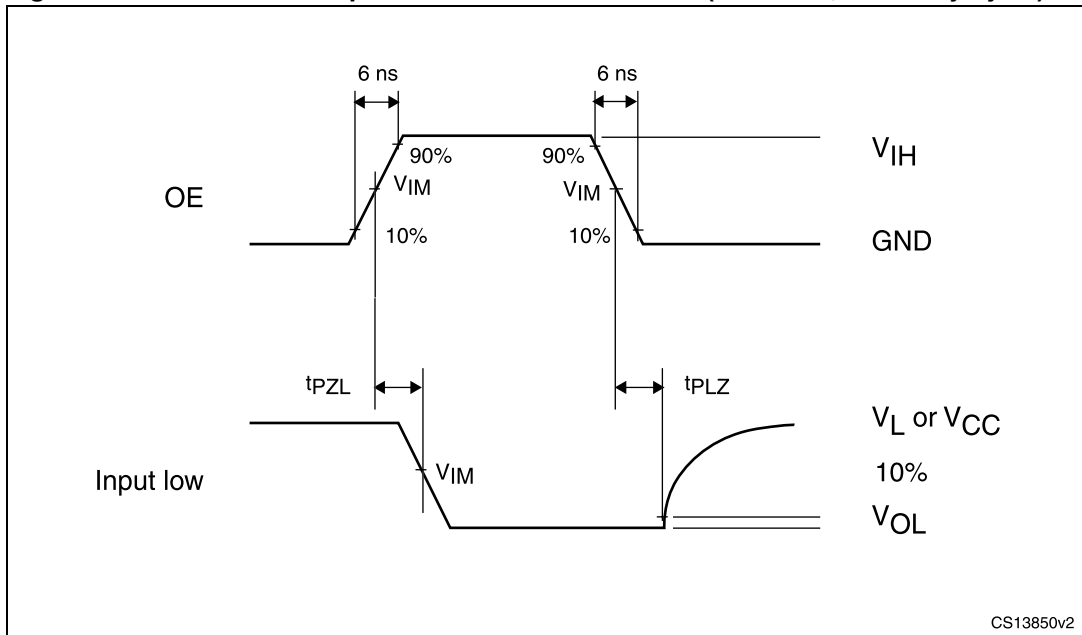 6 ns
6 ns
90%
90%
VIH
OE
VIM
VIM
10%
10%
GND
tPZL
tPLZ
VL or VCC
Input low
VIM
10%
VOL
CS13850v2